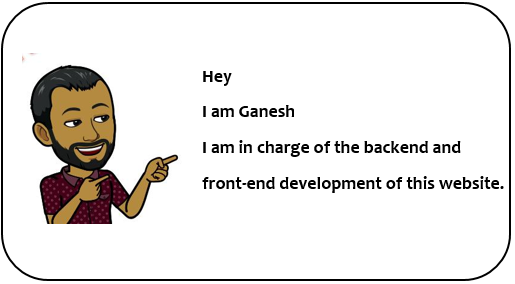 Hey
I am Ganesh
I am in charge of the backend and
front-end development of this website.